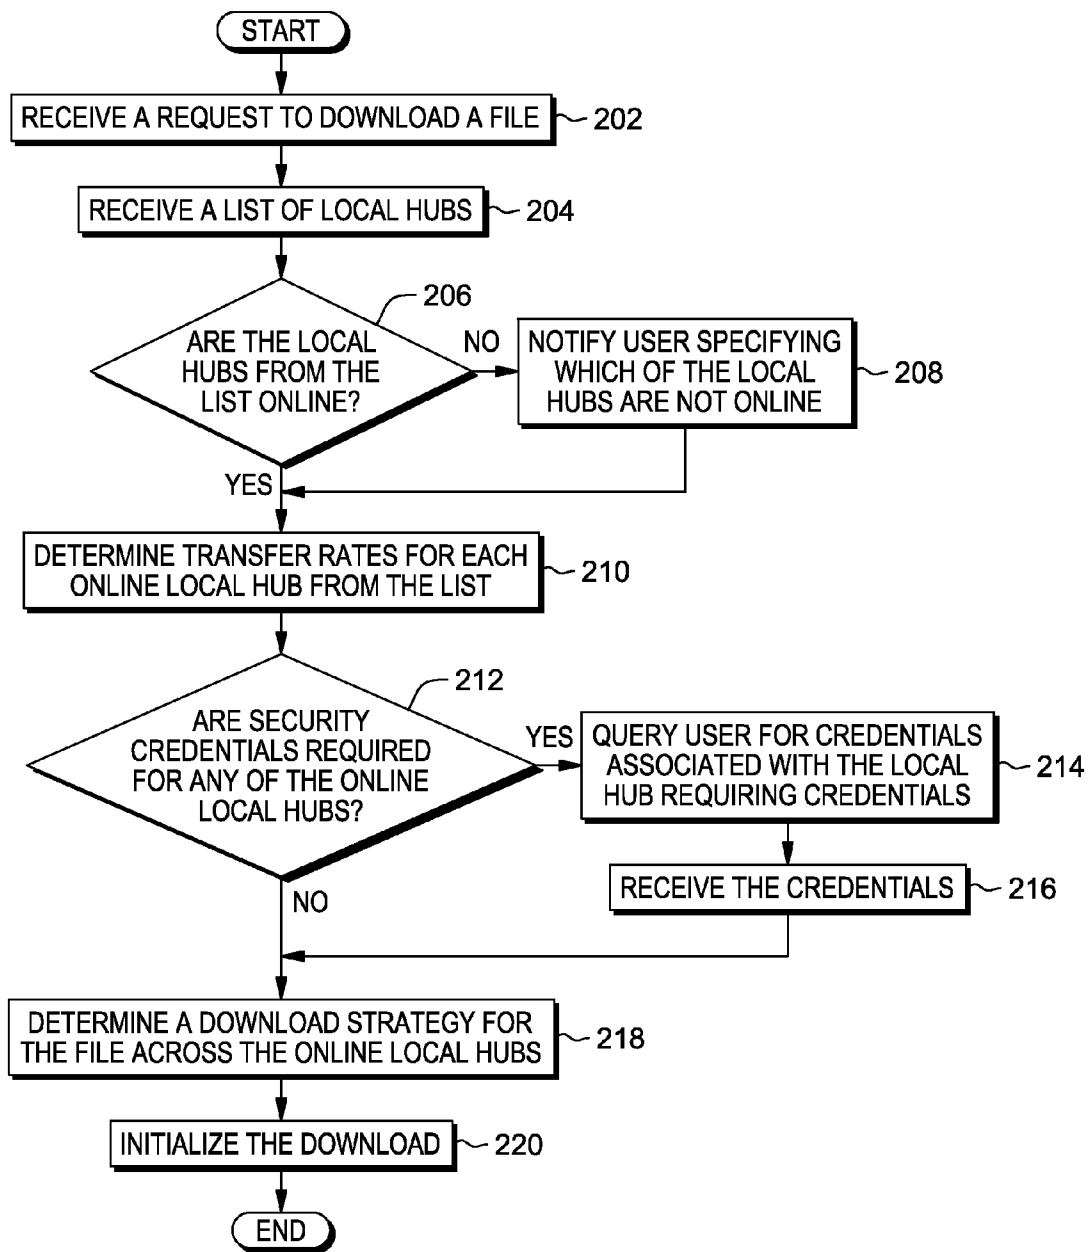 START
RECEIVE A REQUEST TO DOWNLOAD A FILE
202
RECEIVE A LIST OF LOCAL HUBS
204
206
ARE THE LOCAL
HUBS FROM THE
LIST ONLINE?
NO
NOTIFY USER SPECIFYING
WHICH OF THE LOCAL
HUBS ARE NOT ONLINE
208
YES
DETERMINE TRANSFER RATES FOR EACH
ONLINE LOCAL HUB FROM THE LIST
210
212
ARE SECURITY
CREDENTIALS REQUIRED
FOR ANY OF THE ONLINE
LOCAL HUBS?
YES
QUERY USER FOR CREDENTIALS
ASSOCIATED WITH THE LOCAL
HUB REQUIRING CREDENTIALS
214
RECEIVE THE CREDENTIALS
216
NO
DETERMINE A DOWNLOAD STRATEGY FOR
THE FILE ACROSS THE ONLINE LOCAL HUBS
218
INITIALIZE THE DOWNLOAD
220
END